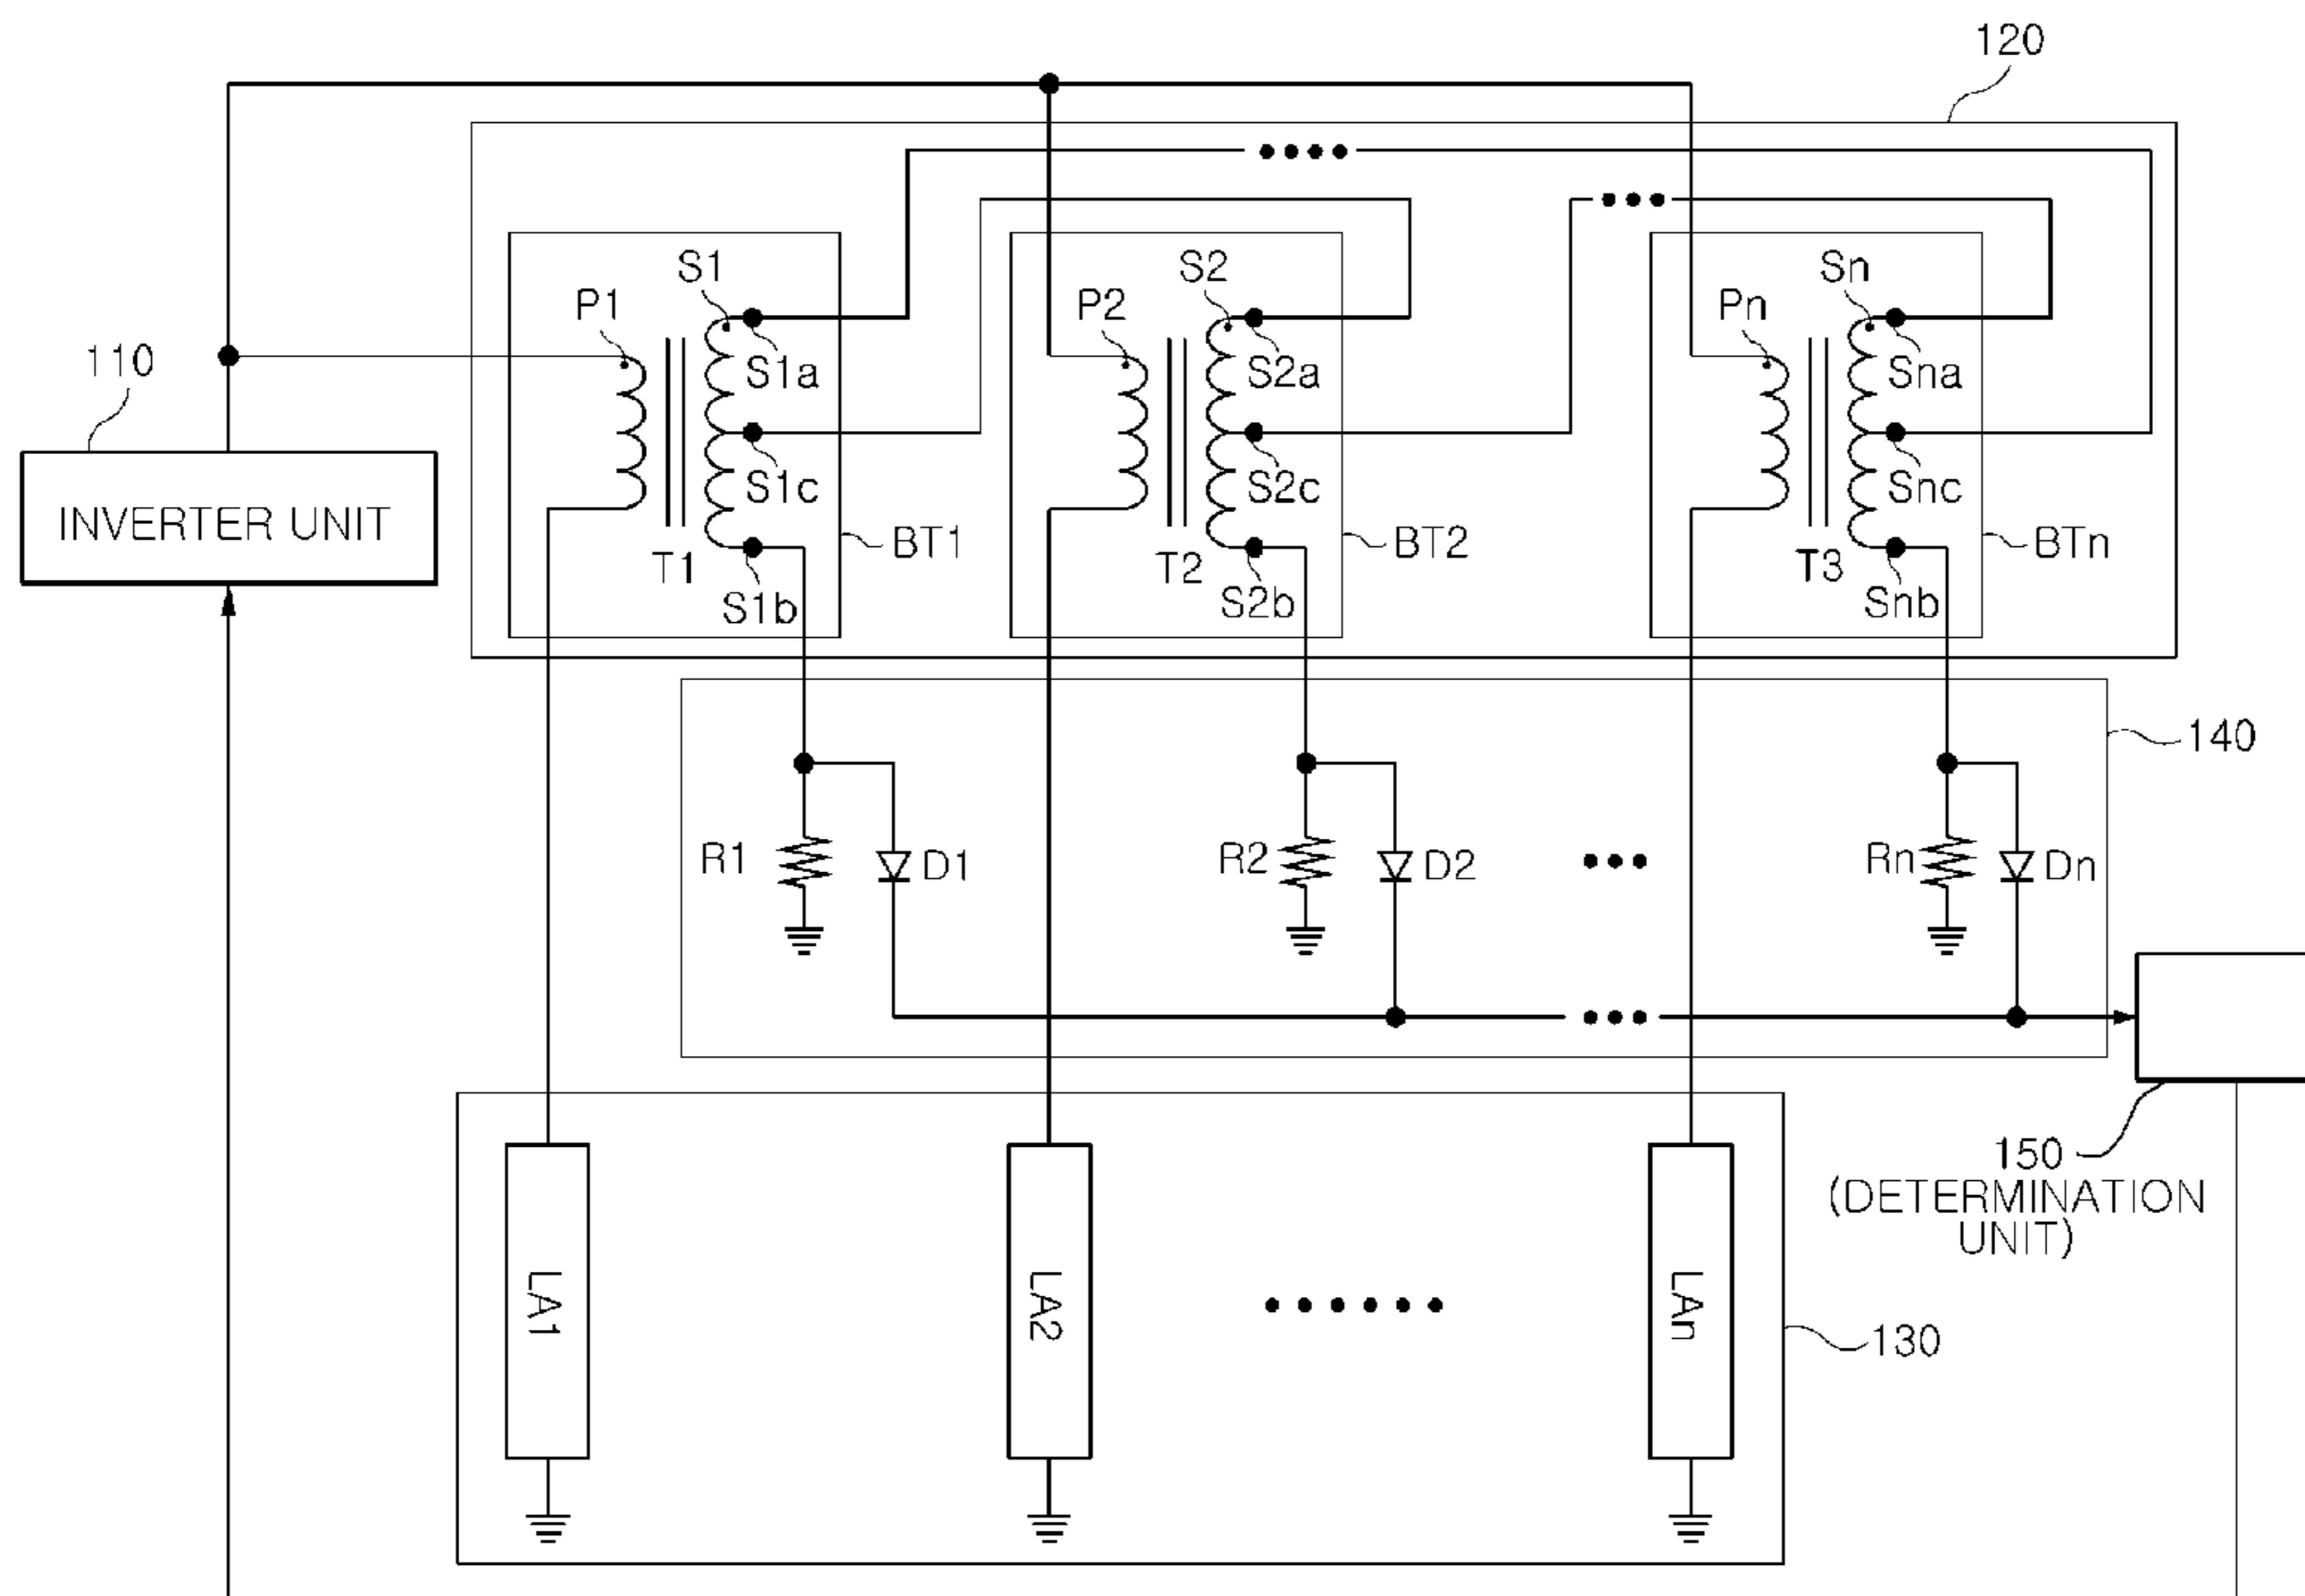 120
S1
S2
Sn
P1
P2
Pn
110
S1a
S2a
Sna
S1c
S2c
Snc
INVERTER UNIT
BT1
BT2
BTn
T1
T2
T3
S1b
S2b
Snb
140
R1
D1
R2
D2
Rn
Dn
150
(DETERMINATION
UNIT)
LA1
LA2
LAn
130